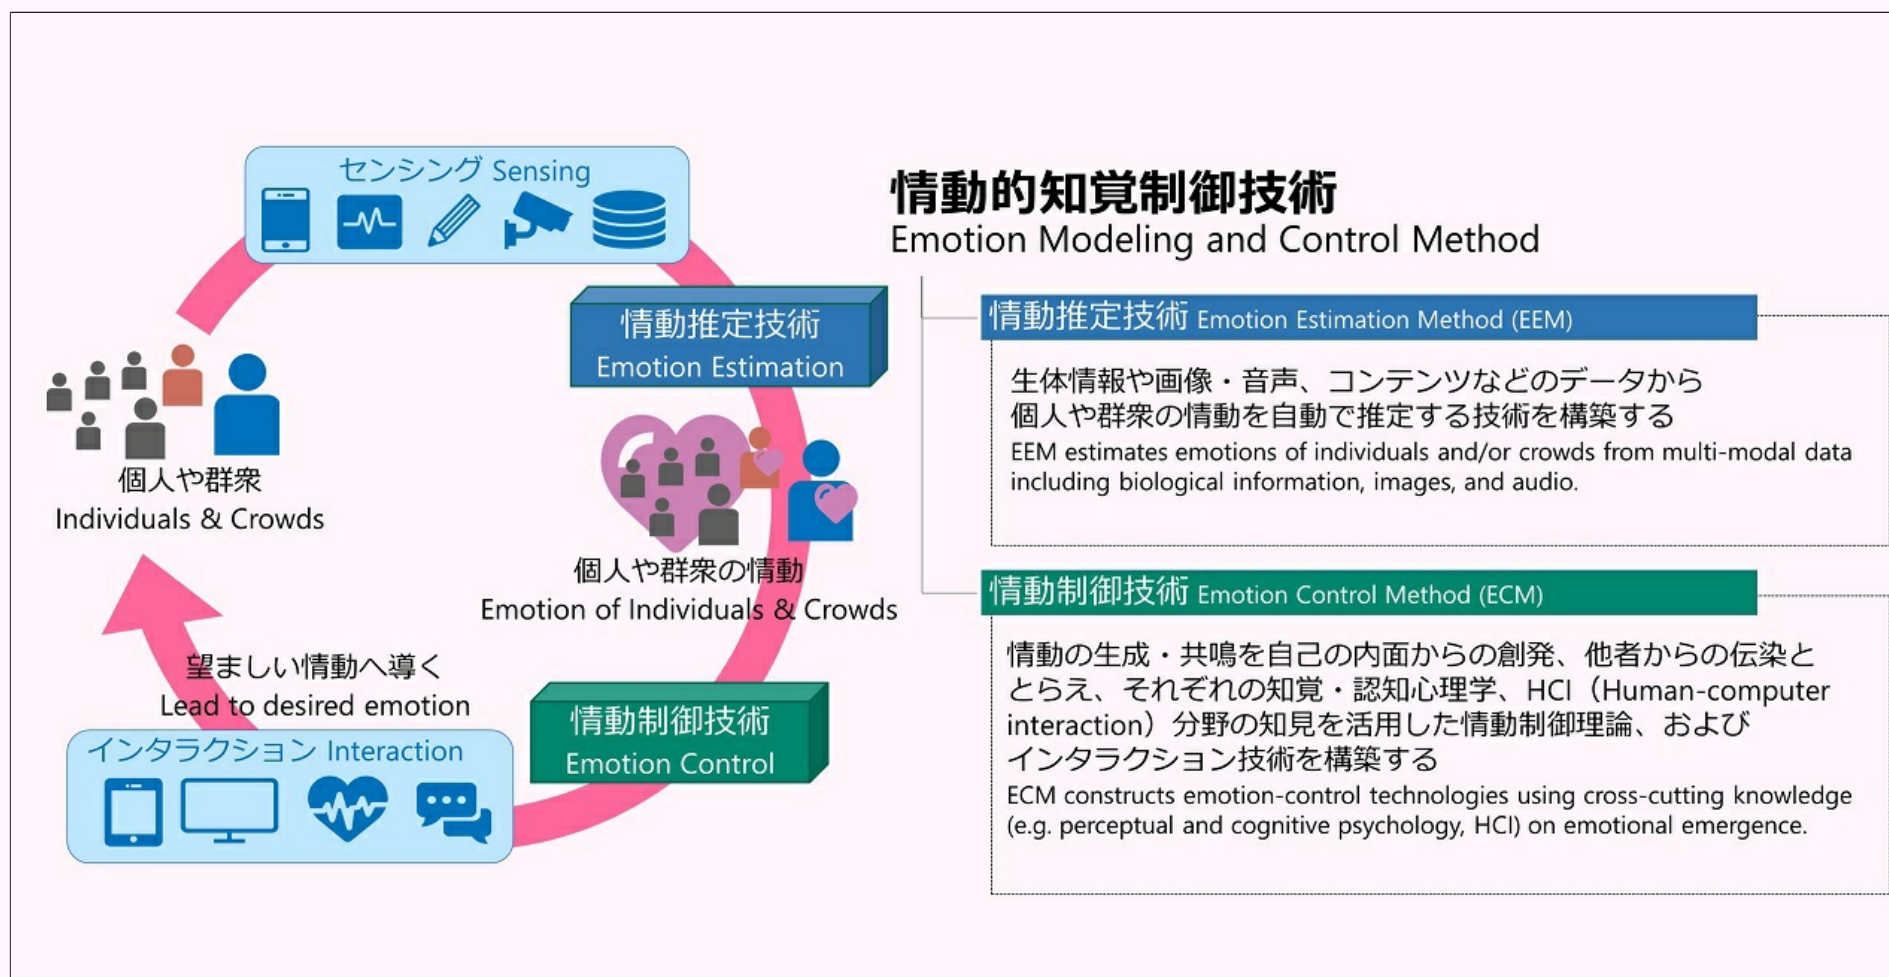 センシング Sensing
情動推定技術
Emotion Estimation
個人や群衆
Individuals & Crowds
個人や群衆の情動
Emotion of Individuals & Crowds
望ましい情動へ導く
Lead to desired emotion
情動制御技術
Emotion Control
インタラクション Interaction
情動的知覚制御技術
Emotion Modeling and Control Method
情動推定技術 Emotion Estimation Method (EEM)
生体情報や画像・音声、コンテンツなどのデータから
個人や群衆の情動を自動で推定する技術を構築する
EEM estimates emotions of individuals and/or crowds from multi-modal data
including biological information, images, and audio.
情動制御技術 Emotion Control Method (ECM)
情動の生成・共鳴を自己の内面からの創発、他者からの伝染と
とらえ、それぞれの知覚・認知心理学、HCI（Human-computer
interaction）分野の知見を活用した情動制御理論、および
インタラクション技術を構築する
ECM constructs emotion-control technologies using cross-cutting knowledge
(e.g. perceptual and cognitive psychology, HCI) on emotional emergence.